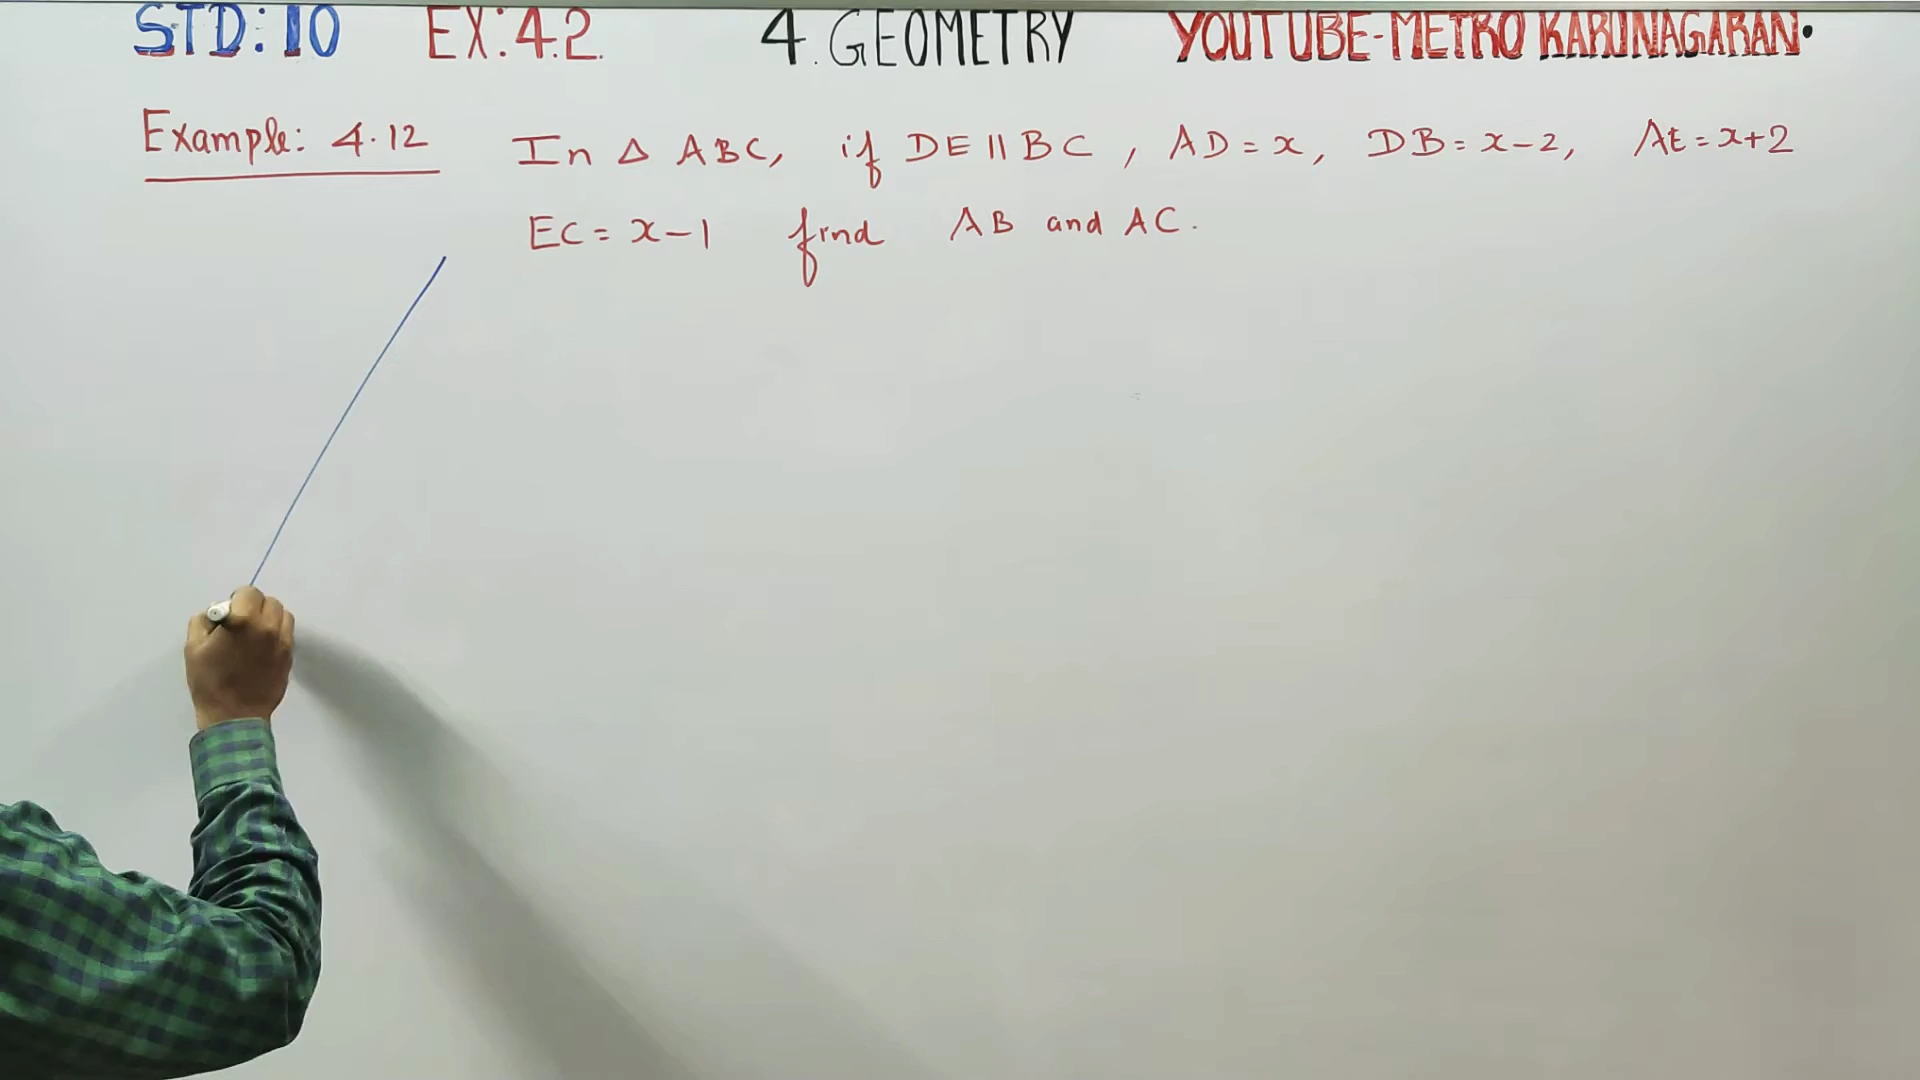 STD: 10 EX: 4.2. 4. GEOMETRY YOUTUBE-METRO KARUNAGARAN.
Example: 4.12 In Δ ABC, if DE || BC, AD = x, DB = x-2, AE = x+2
EC = x-1 find AB and AC.